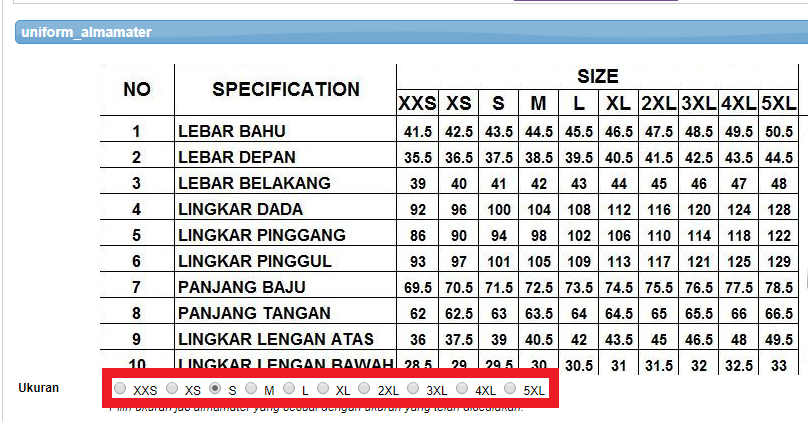 uniform_almamater
NO SPECIFICATION SIZE
XXS XS S M L XL 2XL 3XL 4XL 5XL
1 LEBAR BAHU 41.5 42.5 43.5 44.5 45.5 46.5 47.5 48.5 49.5 50.5
2 LEBAR DEPAN 35.5 36.5 37.5 38.5 39.5 40.5 41.5 42.5 43.5 44.5
3 LEBAR BELAKANG 39 40 41 42 43 44 45 46 47 48
4 LINGKAR DADA 92 96 100 104 108 112 116 120 124 128
5 LINGKAR PINGGANG 86 90 94 98 102 106 110 114 118 122
6 LINGKAR PINGGUL 93 97 101 105 109 113 117 121 125 129
7 PANJANG BAJU 69.5 70.5 71.5 72.5 73.5 74.5 75.5 76.5 77.5 78.5
8 PANJANG TANGAN 62 62.5 63 63.5 64 64.5 65 65.5 66 66.5
9 LINGKAR LENGAN ATAS 36 37.5 39 40.5 42 43.5 45 46.5 48 49.5
10 LINGKAR LENGAN BAWAH 28.5 29 29.5 30 30.5 31 31.5 32 32.5 33
Ukuran XXS XS S M L XL 2XL 3XL 4XL 5XL
Pilih ukuran jas almamater yang sesuai dengan ukuran yang telah disediakan.